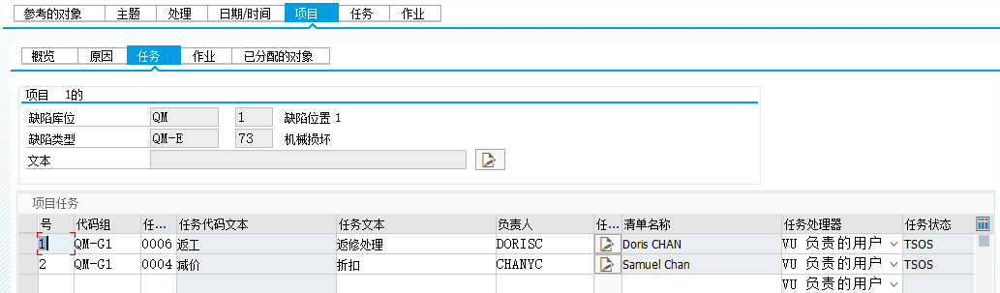 参考的对象 主题 处理 日期/时间 项目 任务 作业
概览 原因 任务 作业 已分配的对象
项目 1的
缺陷库位 QM 1 缺陷位置 1
缺陷类型 QM-E 73 机械损坏
文本
项目任务
号 代码组 任... 任务代码文本 任务文本 负责人 任... 清单名称 任务处理器 任务状态
1 QM-G1 0006 返工 返修处理 DORISC Doris CHAN VU 负责的用户 TSOS
2 QM-G1 0004 减价 折扣 CHANYC Samuel Chan VU 负责的用户 TSOS
VU 负责的用户